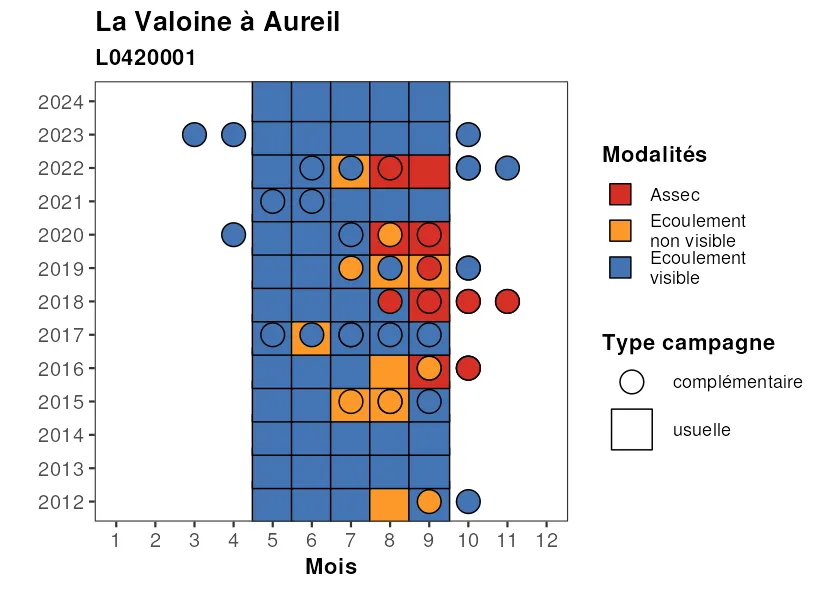 La Valoine à Aureil
L0420001
2024
2023
2022
2021
2020
2019
2018
2017
2016
2015
2014
2013
2012
1 2 3 4 5 6 7 8 9 10 11 12
Mois
Modalités
Assec
Ecoulement
non visible
Ecoulement
visible
Type campagne
complémentaire
usuelle